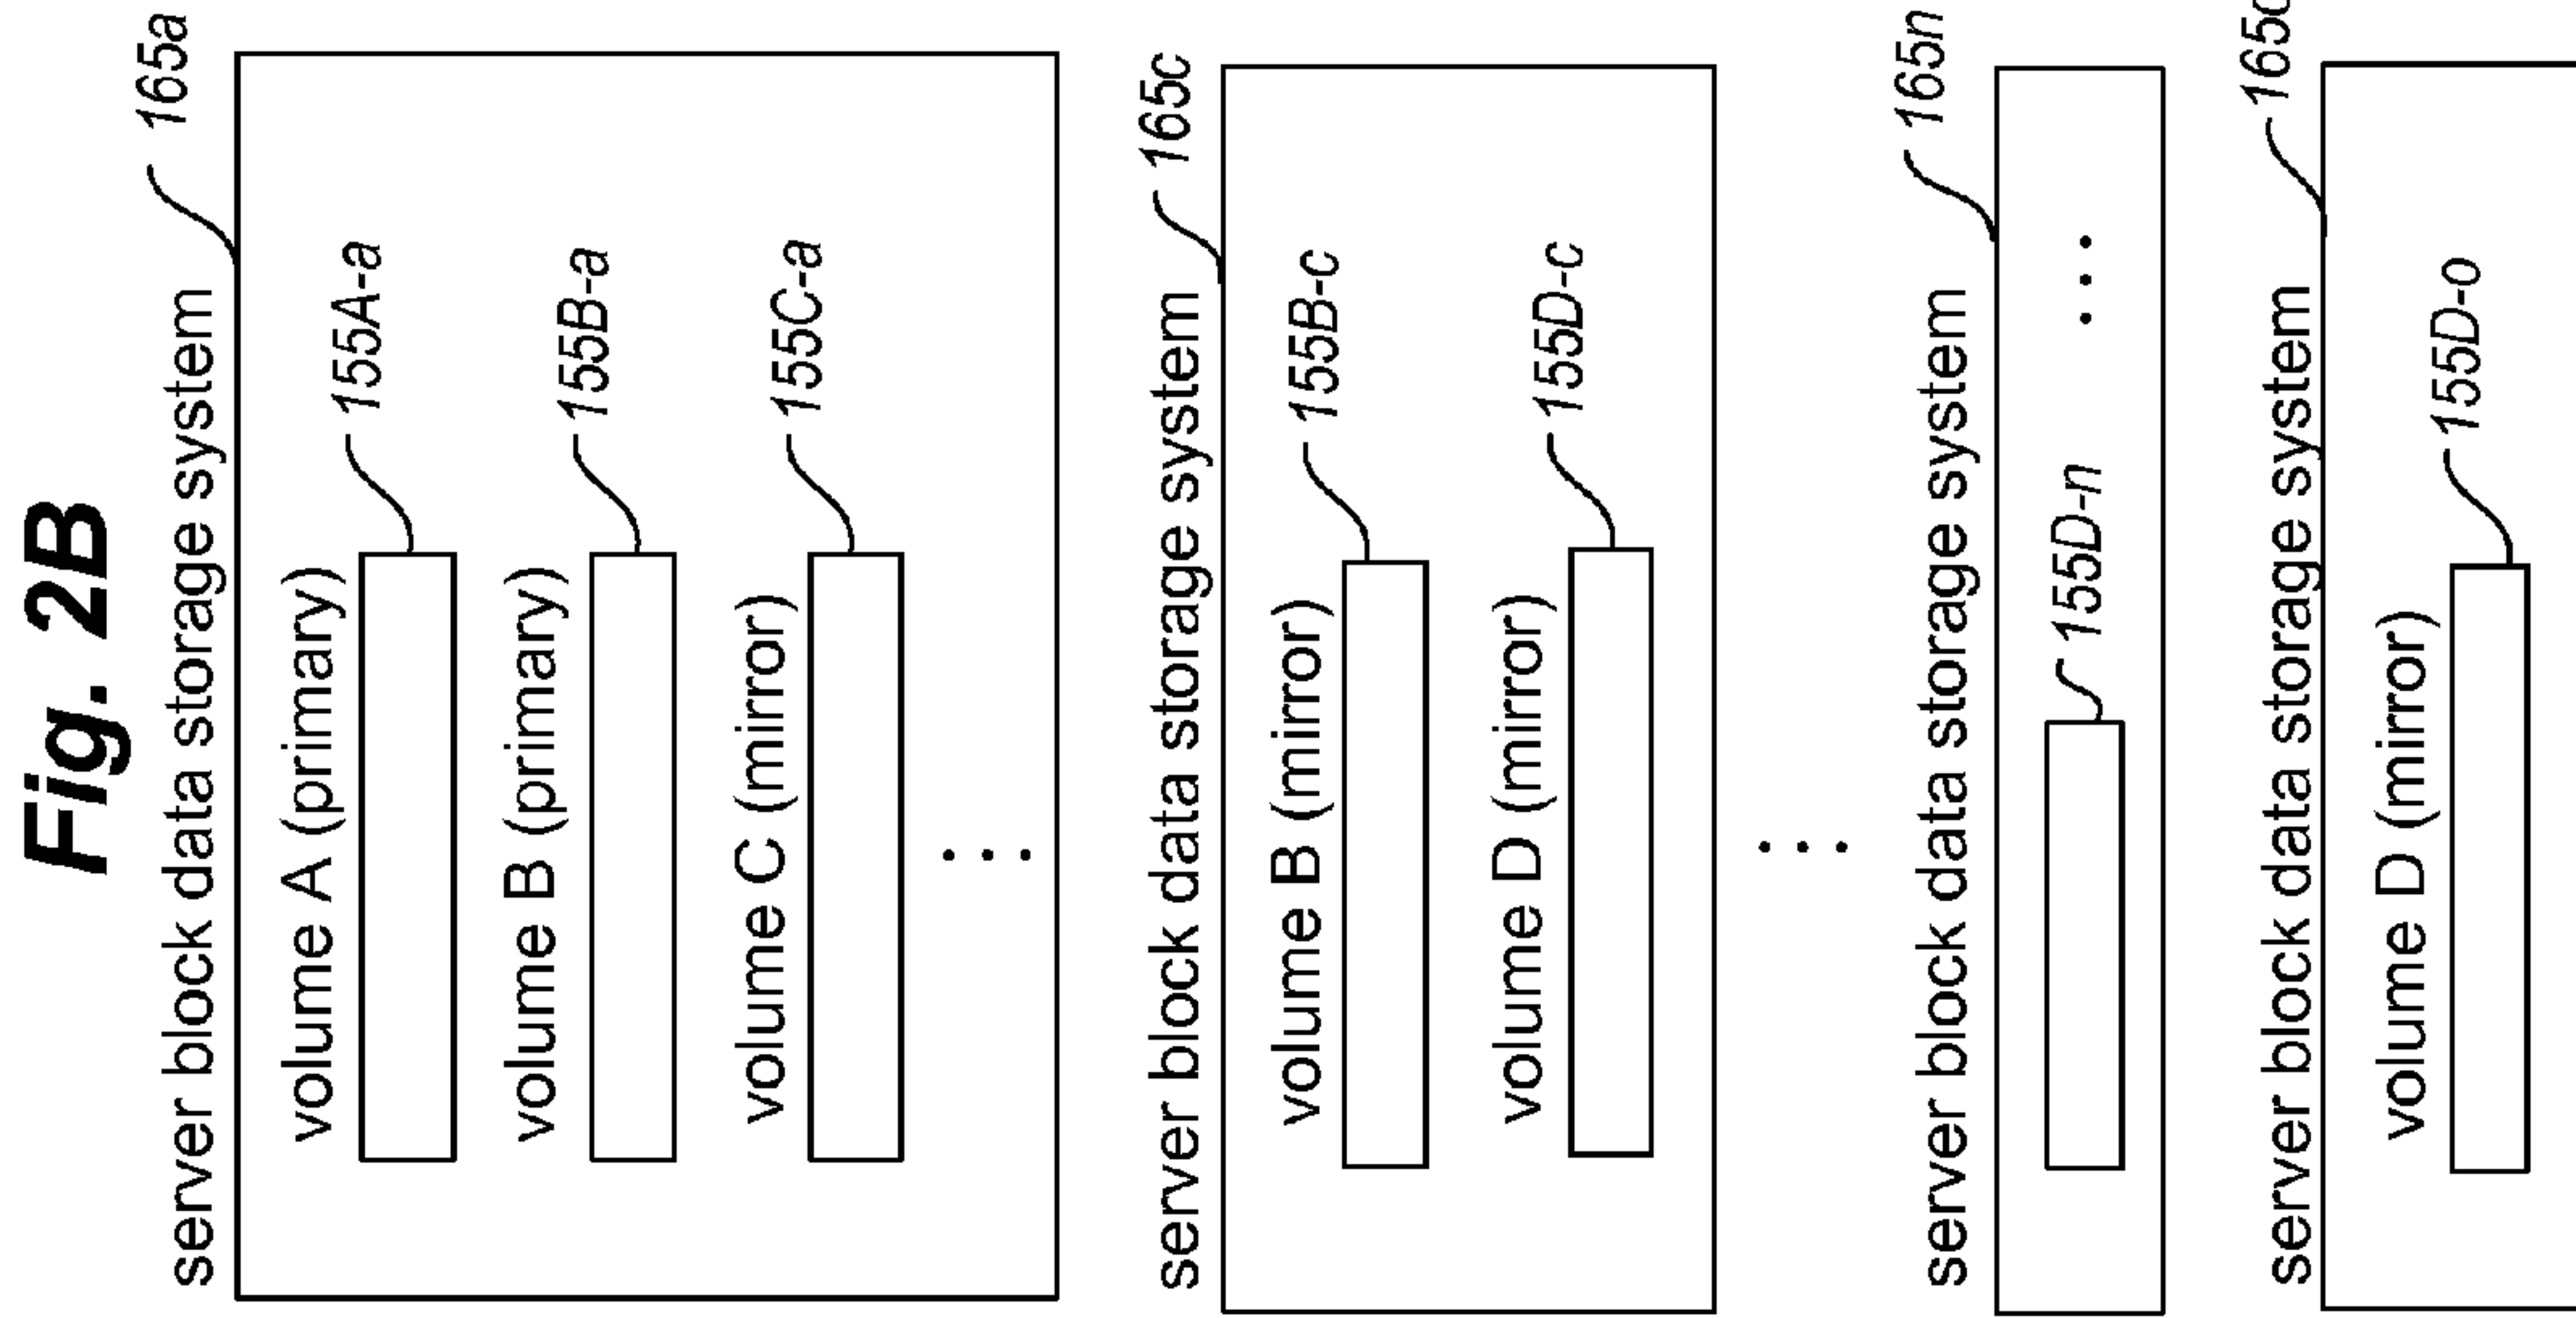 Fig. 2B
server block data storage system
165a
volume A (primary)
155A-a
volume B (primary)
155B-a
volume C (mirror)
155C-a
. . .
server block data storage system
165c
volume B (mirror)
155B-c
volume D (mirror)
155D-c
. . .
server block data storage system
165n
155D-n
. . .
server block data storage system
volume D (mirror)
155D-o